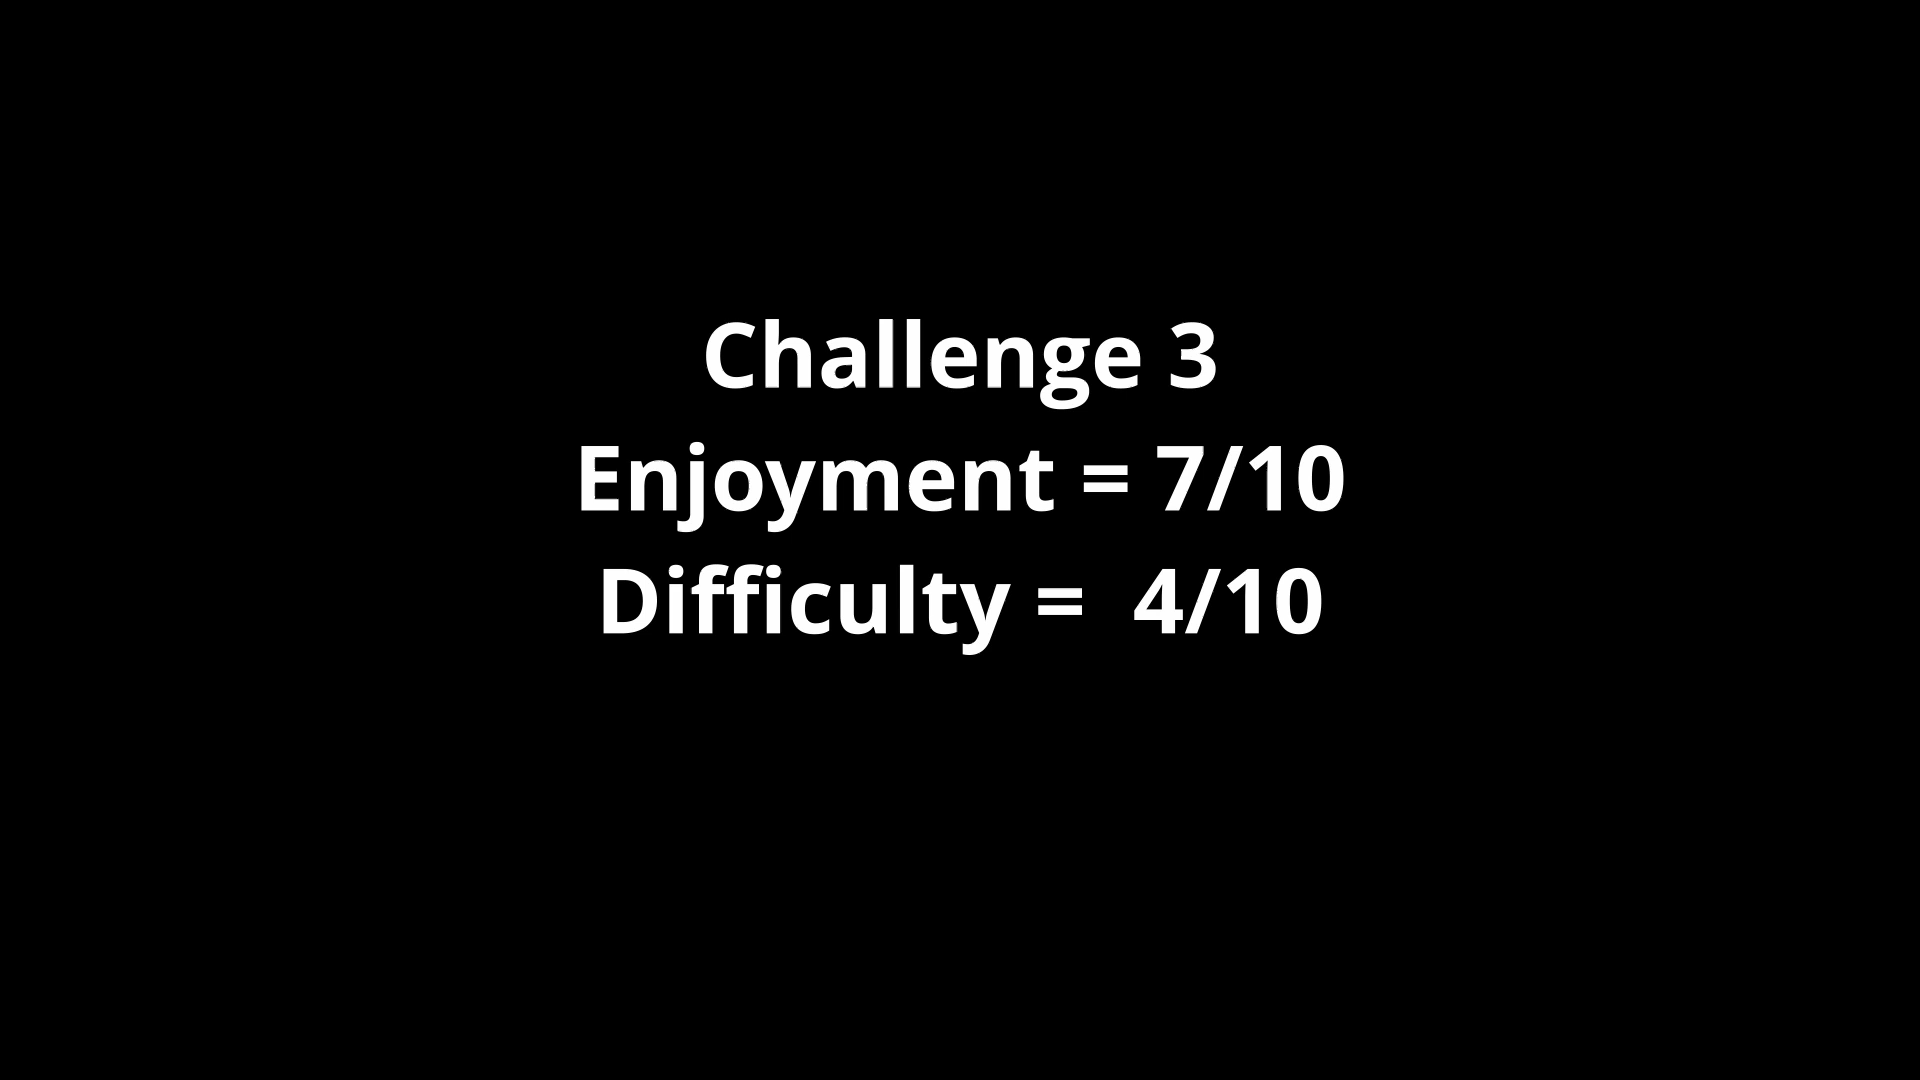 Challenge 3
Enjoyment = 7/10
Difficulty =  4/10